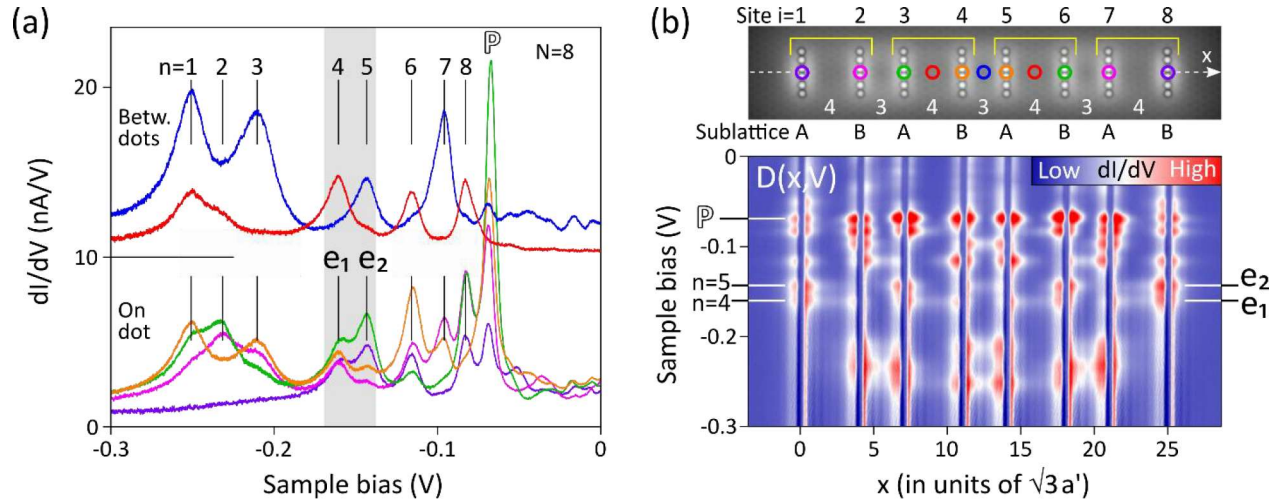 (a)
dI/dV (nA/V)
20
10
0
Betw.
dots
On
dot
n=1 2 3 4 5 6 7 8
ℙ
N=8
e₁ e₂
-0.3 -0.2 -0.1 0
Sample bias (V)
(b)
Site i=1 2 3 4 5 6 7 8
x
4 3 4 3 4 3 4
Sublattice A B A B A B A B
D(x,V)
Low dI/dV High
Sample bias (V)
0
ℙ
-0.1
n=5
n=4
-0.2
-0.3
e₂
e₁
0 5 10 15 20 25
x (in units of √3a')